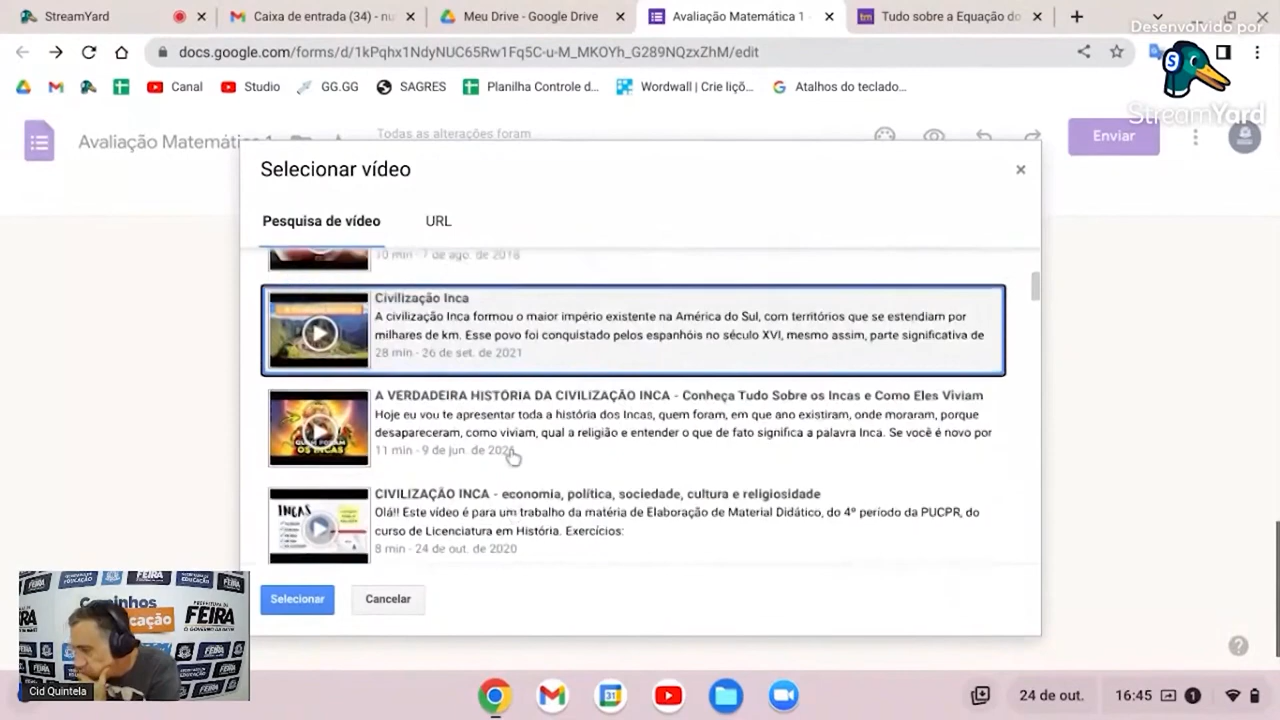 StreamYard
Caixa de entrada (34) - nu
Meu Drive - Google Drive
Avaliação Matemática 1 -
Tudo sobre a Equação do
Desenvolvido por
StreamYard
docs.google.com/forms/d/1kPqhx1NdyNUC65Rw1Fq5C-u-M_MKOYh_G289NQzxZhM/edit
Canal
Studio
GG.GG
SAGRES
Planilha Controle d...
Wordwall | Crie liçõ...
Atalhos do teclado...
Avaliação Matemática 1
Todas as alterações foram
Enviar
Selecionar vídeo
Pesquisa de vídeo
URL
10 min - 7 de ago. de 2018
Civilização Inca
A civilização Inca formou o maior império existente na América do Sul, com territórios que se estendiam por
milhares de km. Esse povo foi conquistado pelos espanhóis no século XVI, mesmo assim, parte significativa de
28 min - 26 de set. de 2021
A VERDADEIRA HISTÓRIA DA CIVILIZAÇÃO INCA - Conheça Tudo Sobre os Incas e Como Eles Viviam
Hoje eu vou te apresentar toda a história dos Incas, quem foram, em que ano existiram, onde moraram, porque
desapareceram, como viviam, qual a religião e entender o que de fato significa a palavra Inca. Se você é novo por
11 min - 9 de jun. de
QUEM FORAM
OS INCAS
CIVILIZAÇÃO INCA - economia, política, sociedade, cultura e religiosidade
Olá!! Este vídeo é para um trabalho da matéria de Elaboração de Material Didático, do 4º período da PUCPR, do
curso de Licenciatura em História. Exercícios:
8 min - 24 de out. de 2020
INCAS
Selecionar
Cancelar
PREFEITURA DE
FEIRA
Cid Quintela
24 de out.
16:45
1